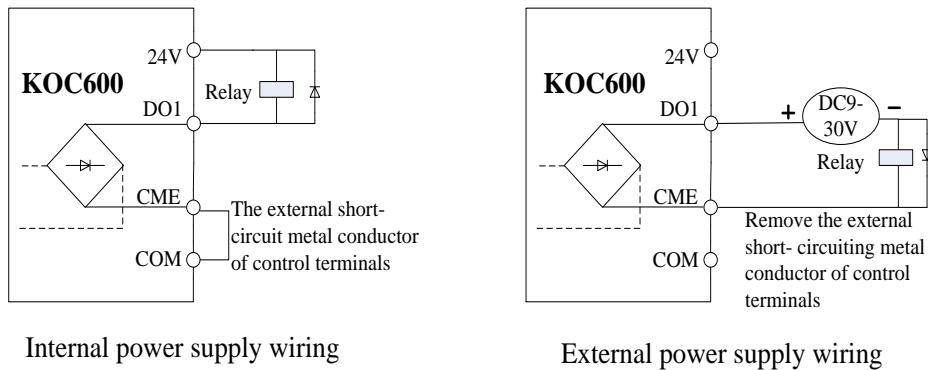 24V
KOC600
Relay
DO1
CME
The external short-
circuit metal conductor
of control terminals
COM
Internal power supply wiring
24V
KOC600
DO1
+
DC9-
30V
−
Relay
CME
Remove the external
short- circuiting metal
conductor of control
terminals
COM
External power supply wiring